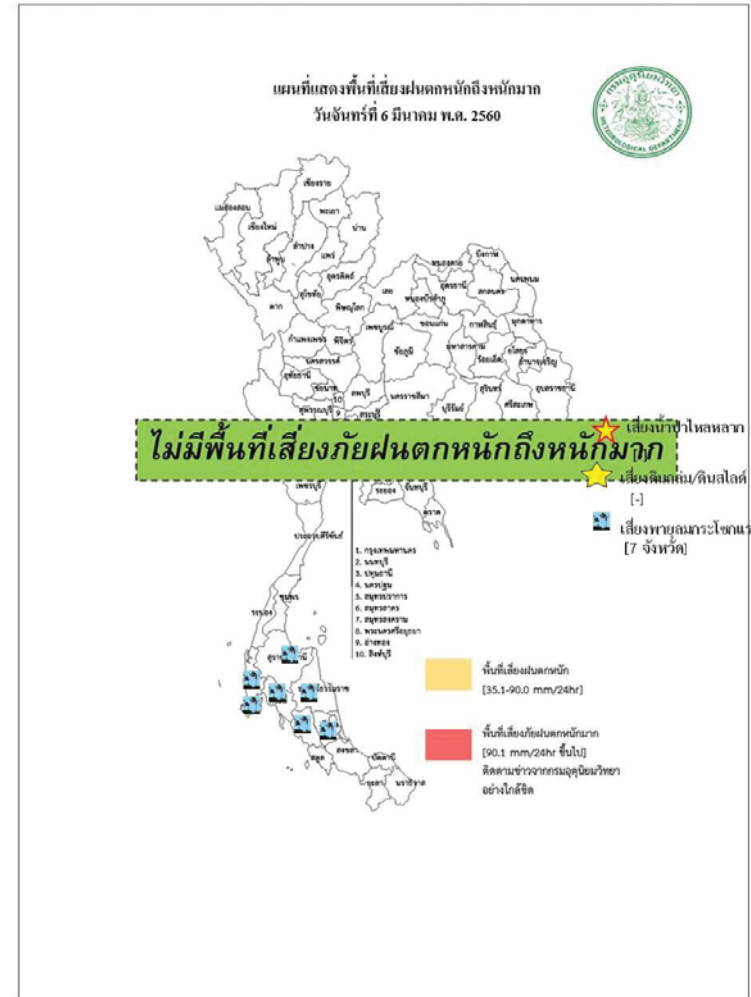 แผนที่แสดงพื้นที่เสี่ยงฝนตกหนักถึงหนักมาก
วันจันทร์ที่ 6 มีนาคม พ.ศ. 2560
กรมอุตุนิยมวิทยา
METEOROLOGICAL DEPARTMENT
เชียงราย
แม่ฮ่องสอน
พะเยา
เชียงใหม่
น่าน
ลำปาง
ลำพูน
แพร่
บึงกาฬ
หนองคาย
อุตรดิตถ์
เลย
อุดรธานี
นครพนม
สกลนคร
สุโขทัย
หนองบัวลำภู
ตาก
พิษณุโลก
เพชรบูรณ์
ขอนแก่น
กาฬสินธุ์
มุกดาหาร
กำแพงเพชร
พิจิตร
ชัยภูมิ
มหาสารคาม
ร้อยเอ็ด
ยโสธร
อำนาจเจริญ
นครสวรรค์
อุทัยธานี
ชัยนาท
ลพบุรี
นครราชสีมา
สุรินทร์
อุบลราชธานี
10
สุพรรณบุรี
9
สระบุรี
บุรีรัมย์
ศรีสะเกษ
ไม่มีพื้นที่เสี่ยงภัยฝนตกหนักถึงหนักมาก
เสี่ยงน้ำป่าไหลหลาก
เสี่ยงดินถล่ม/ดินสไลด์
[-]
เสี่ยงพายุลมกระโชกแร
[7 จังหวัด]
เพชรบุรี
ระยอง
จันทบุรี
ตราด
ประจวบคีรีขันธ์
1. กรุงเทพมหานคร
2. นนทบุรี
3. ปทุมธานี
4. นครปฐม
5. สมุทรปราการ
6. สมุทรสาคร
7. สมุทรสงคราม
8. พระนครศรีอยุธยา
9. อ่างทอง
10. สิงห์บุรี
ชุมพร
ระนอง
พื้นที่เสี่ยงฝนตกหนัก
[35.1-90.0 mm/24hr]
พื้นที่เสี่ยงภัยฝนตกหนักมาก
[90.1 mm/24hr ขึ้นไป]
ติดตามข่าวจากกรมอุตุนิยมวิทยา
อย่างใกล้ชิด
สตูล
สงขลา
ปัตตานี
ยะลา
นราธิวาส